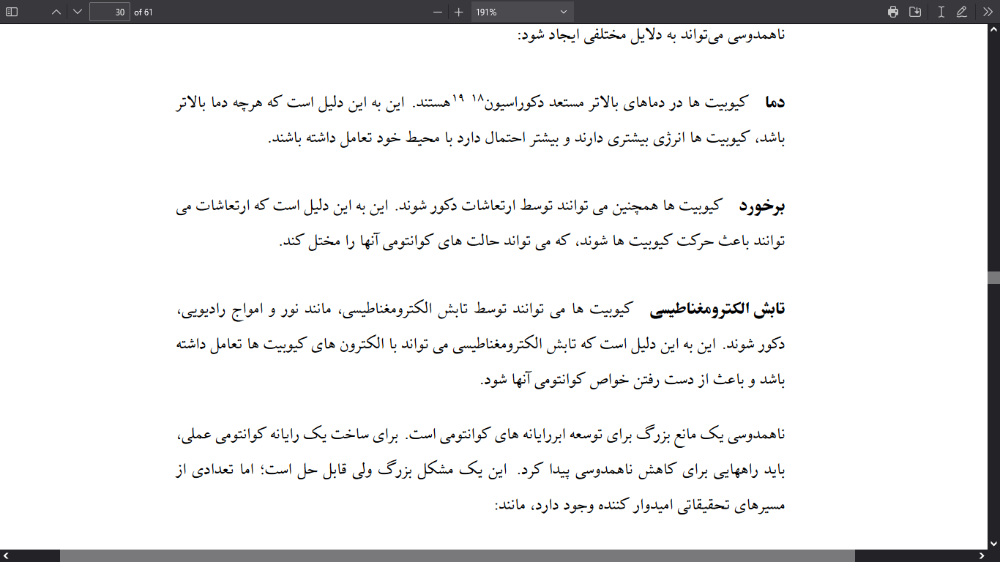 30 of 61
191%
ناهمدوسی می‌تواند به دلایل مختلفی ایجاد شود:
دما کیوبیت ها در دماهای بالاتر مستعد دکوراسیون۱۸ ۱۹هستند. این به این دلیل است که هرچه دما بالاتر
باشد، کیوبیت ها انرژی بیشتری دارند و بیشتر احتمال دارد با محیط خود تعامل داشته باشند.
برخورد کیوبیت ها همچنین می توانند توسط ارتعاشات دکور شوند. این به این دلیل است که ارتعاشات می
توانند باعث حرکت کیوبیت ها شوند، که می تواند حالت های کوانتومی آنها را مختل کند.
تابش الکترومغناطیسی کیوبیت ها می توانند توسط تابش الکترومغناطیسی، مانند نور و امواج رادیویی،
دکور شوند. این به این دلیل است که تابش الکترومغناطیسی می تواند با الکترون های کیوبیت ها تعامل داشته
باشد و باعث از دست رفتن خواص کوانتومی آنها شود.
ناهمدوسی یک مانع بزرگ برای توسعه ابررایانه های کوانتومی است. برای ساخت یک رایانه کوانتومی عملی،
باید راههایی برای کاهش ناهمدوسی پیدا کرد. این یک مشکل بزرگ ولی قابل حل است؛ اما تعدادی از
مسیرهای تحقیقاتی امیدوار کننده وجود دارد، مانند: